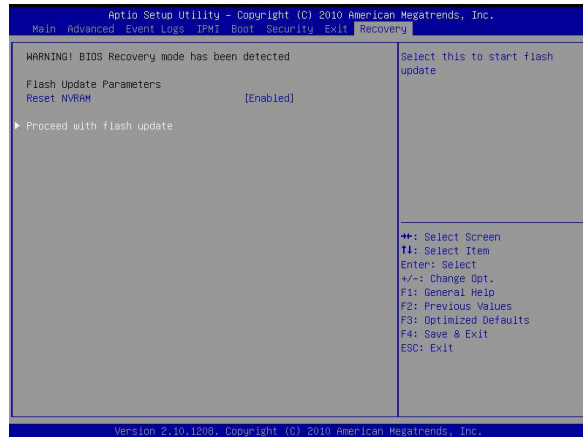 Aptio Setup Utility – Copyright (C) 2010 American Megatrends, Inc.
Main Advanced Event Logs IPMI Boot Security Exit Recovery
WARNING! BIOS Recovery mode has been detected
Flash Update Parameters
Reset NVRAM [Enabled]
▶ Proceed with flash update
Select this to start flash
update
→←: Select Screen
↑↓: Select Item
Enter: Select
+/-: Change Opt.
F1: General Help
F2: Previous Values
F3: Optimized Defaults
F4: Save & Exit
ESC: Exit
Version 2.10.1208. Copyright (C) 2010 American Megatrends, Inc.